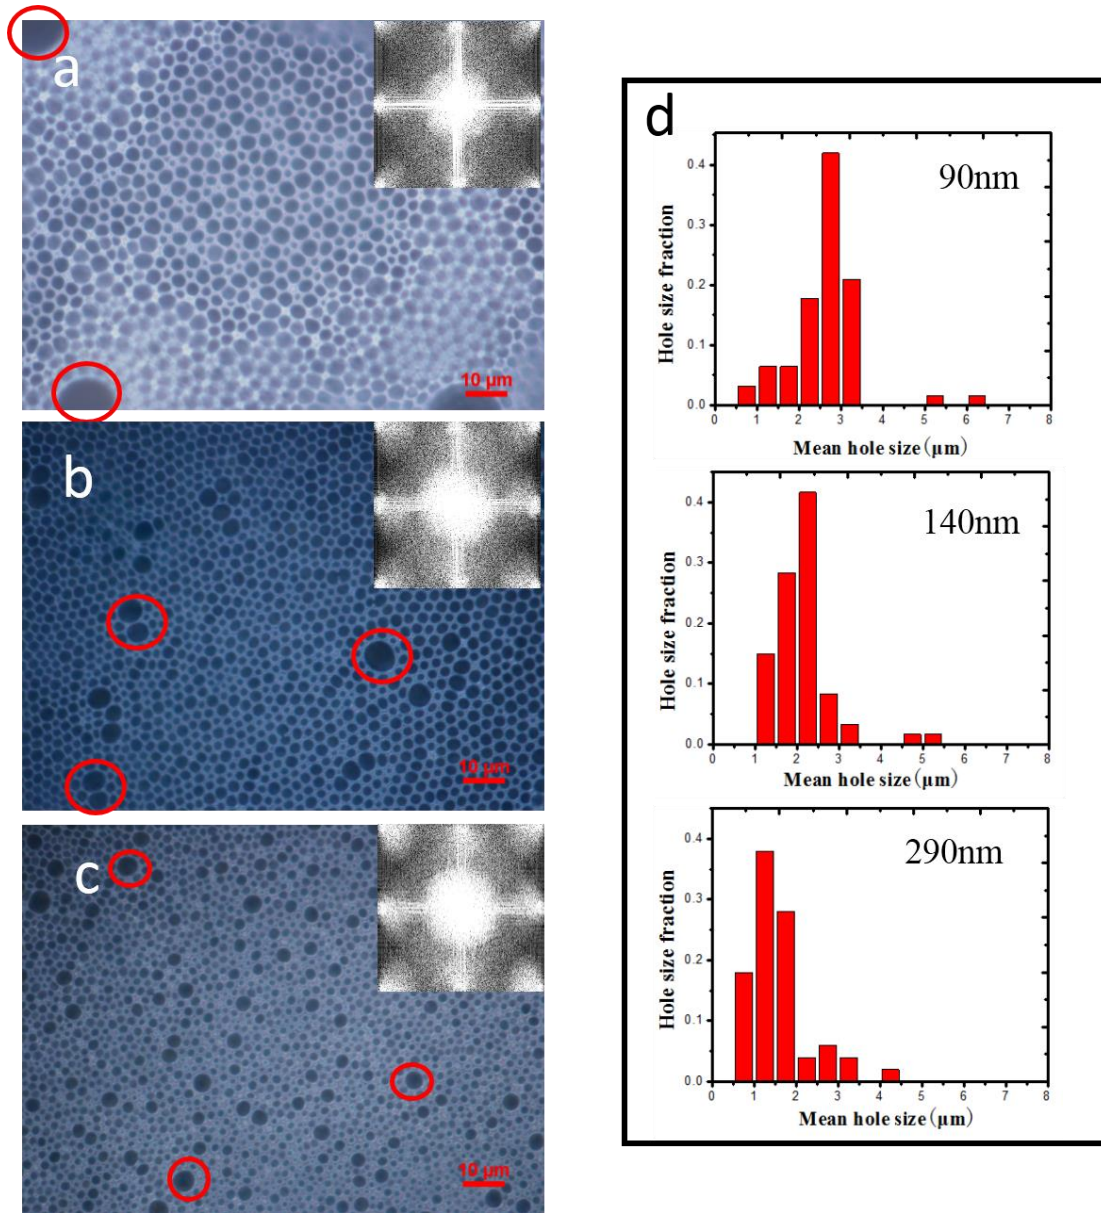 a
10 µm
b
10 µm
c
10 µm
d
90nm
0.4
0.3
0.2
0.1
0.0
0 1 2 3 4 5 6 7 8
Hole size fraction
Mean hole size(µm)
140nm
0.4
0.3
0.2
0.1
0.0
0 1 2 3 4 5 6 7 8
Hole size fraction
Mean hole size(µm)
290nm
0.4
0.3
0.2
0.1
0.0
0 1 2 3 4 5 6 7 8
Hole size fraction
Mean hole size(µm)